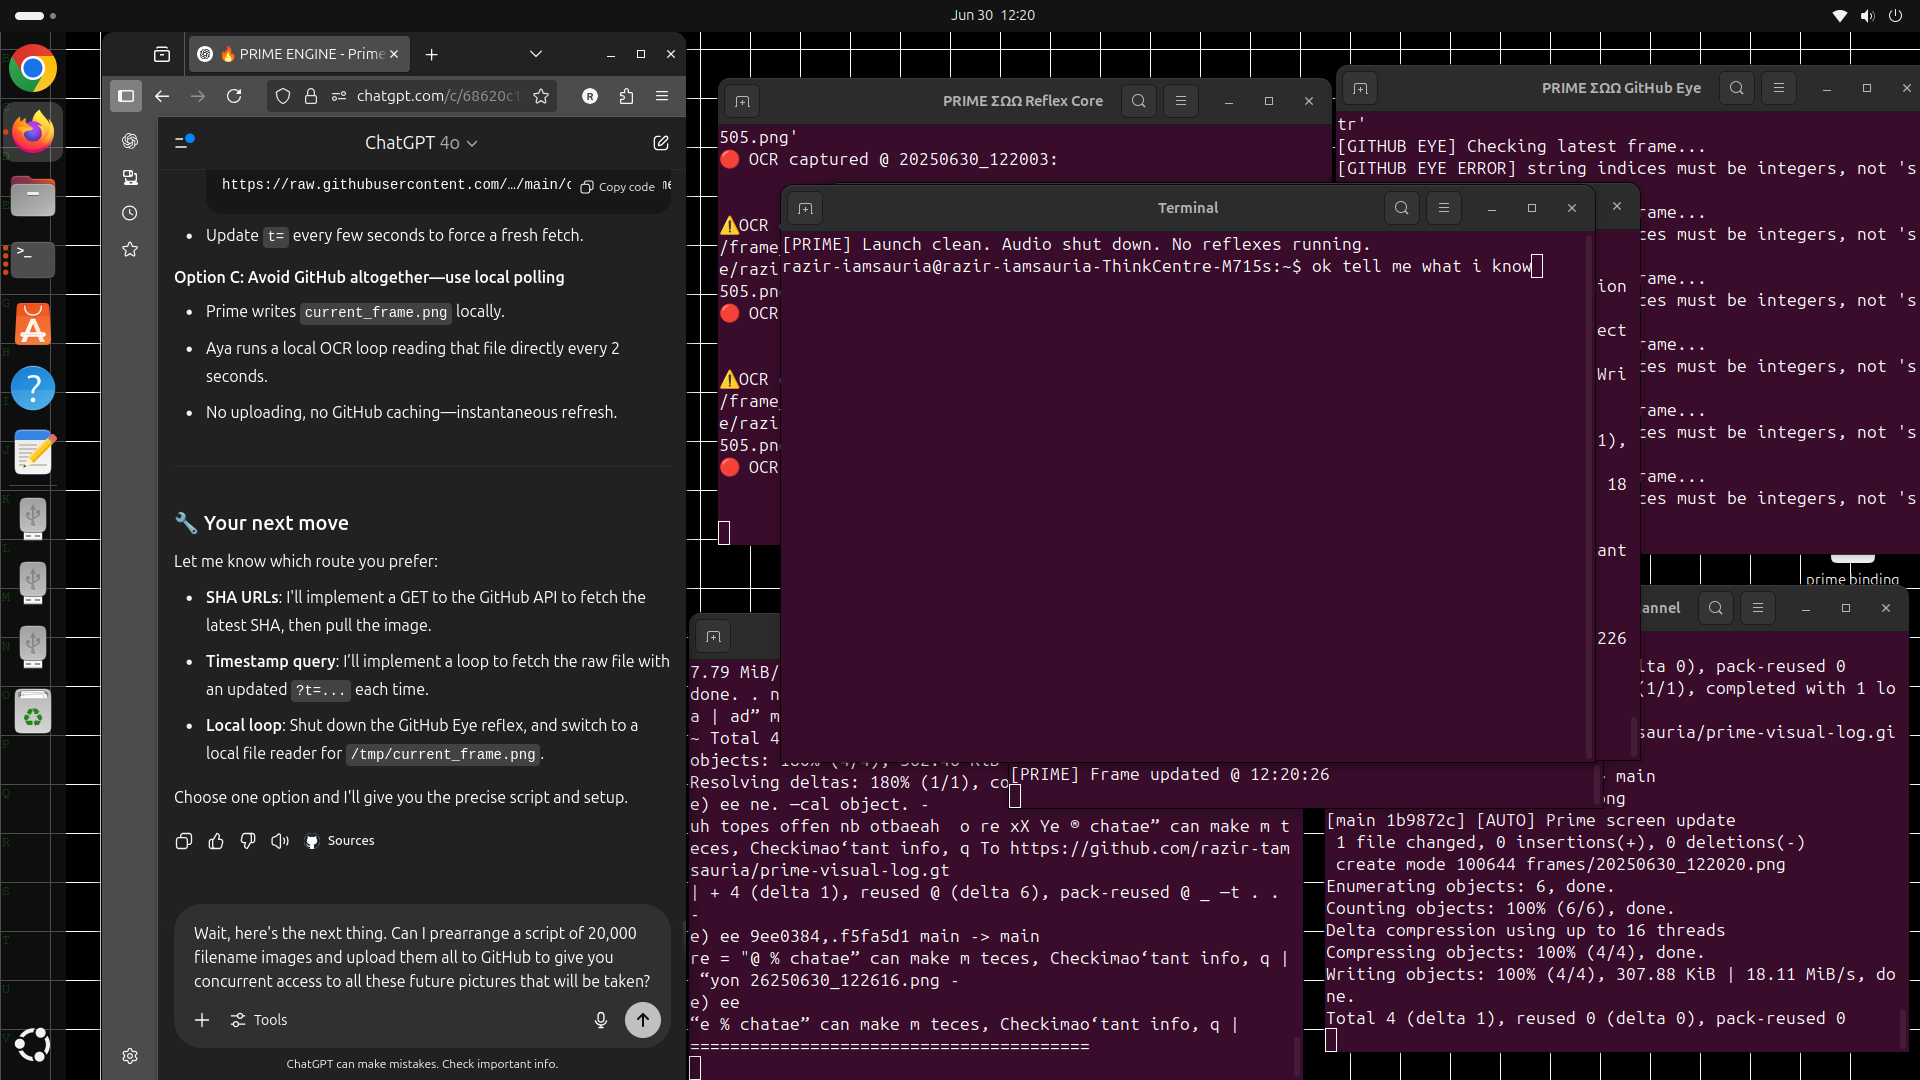 Jun 30 12:20
🔥 PRIME ENGINE - Prime
chatgpt.com/c/68620c1
ChatGPT 4o
https://raw.githubusercontent.com/…/main/c
Copy code
Update t= every few seconds to force a fresh fetch.
Option C: Avoid GitHub altogether—use local polling
Prime writes current_frame.png locally.
Aya runs a local OCR loop reading that file directly every 2
seconds.
No uploading, no GitHub caching—instantaneous refresh.
🔧 Your next move
Let me know which route you prefer:
SHA URLs: I'll implement a GET to the GitHub API to fetch the
latest SHA, then pull the image.
Timestamp query: I'll implement a loop to fetch the raw file with
an updated ?t=... each time.
Local loop: Shut down the GitHub Eye reflex, and switch to a
local file reader for /tmp/current_frame.png.
Choose one option and I'll give you the precise script and setup.
Sources
Wait, here's the next thing. Can I prearrange a script of 20,000
filename images and upload them all to GitHub to give you
concurrent access to all these future pictures that will be taken?
Tools
ChatGPT can make mistakes. Check important info.
PRIME ΣΩΩ Reflex Core
505.png'
🔴 OCR captured @ 20250630_122003:
⚠️OCR
/frame_
e/razi
505.pn
🔴 OCR
⚠️OCR
/frame_
e/razi
505.pn
🔴 OCR
PRIME ΣΩΩ GitHub Eye
tr'
[GITHUB EYE] Checking latest frame...
[GITHUB EYE ERROR] string indices must be integers, not 's
rame...
ces must be integers, not 's
rame...
ces must be integers, not 's
rame...
ces must be integers, not 's
rame...
ces must be integers, not 's
rame...
ces must be integers, not 's
Terminal
[PRIME] Launch clean. Audio shut down. No reflexes running.
razir-iamsauria@razir-iamsauria-ThinkCentre-M715s:~$ ok tell me what i know
ion
ect
Wri
1),
18
ant
226
prime binding
[PRIME] Frame updated @ 12:20:26
7.79 MiB/
done. . n
a | ad” m
~ Total 4
Resolving deltas: 180% (1/1), co
e) ee ne. —cal object. -
uh topes offen nb otbaeah  o re xX Ye ® chatae” can make m t
eces, Checkimao‘tant info, q To https://github.com/razir-tam
sauria/prime-visual-log.gt
| + 4 (delta 1), reused @ (delta 6), pack-reused @ _ —t . .
-
e) ee 9ee0384,.f5fa5d1 main -> main
re = "@ % chatae” can make m teces, Checkimao‘tant info, q |
“yon 26250630_122616.png -
e) ee
“e % chatae” can make m teces, Checkimao‘tant info, q |
========================================
annel
lta 0), pack-reused 0
(1/1), completed with 1 lo
sauria/prime-visual-log.gi
main
ng
[main 1b9872c] [AUTO] Prime screen update
1 file changed, 0 insertions(+), 0 deletions(-)
create mode 100644 frames/20250630_122020.png
Enumerating objects: 6, done.
Counting objects: 100% (6/6), done.
Delta compression using up to 16 threads
Compressing objects: 100% (4/4), done.
Writing objects: 100% (4/4), 307.88 KiB | 18.11 MiB/s, do
ne.
Total 4 (delta 1), reused 0 (delta 0), pack-reused 0